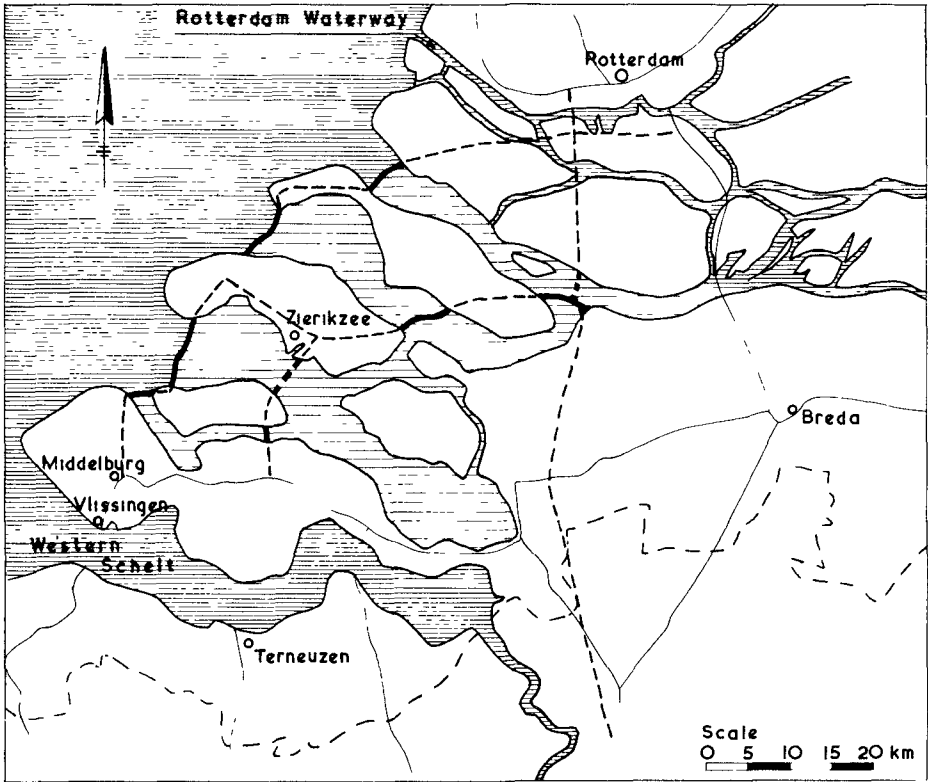 Rotterdam Waterway
Rotterdam
Zierikzee
Breda
Middelburg
Vlissingen
Western
Schelt
Terneuzen
Scale
0 5 10 15 20 km